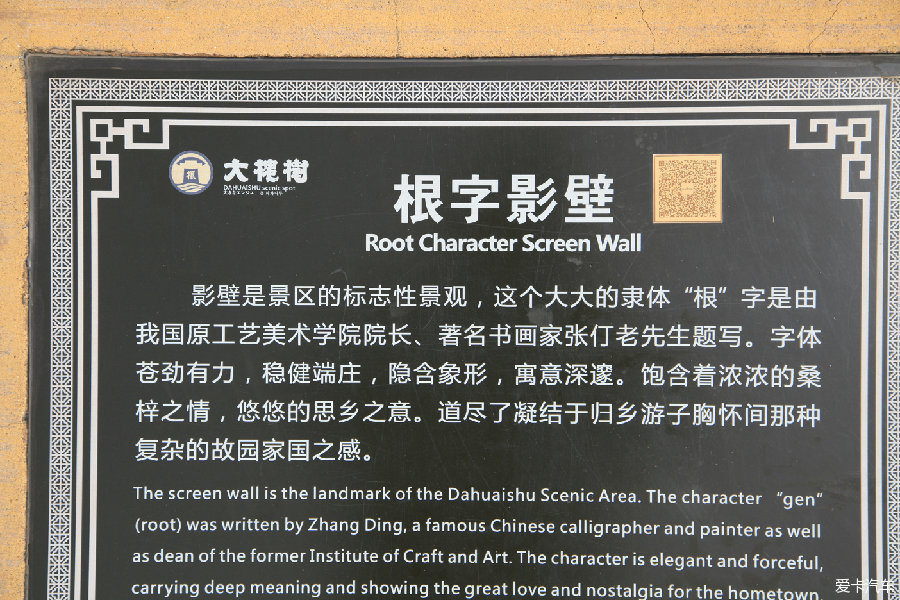 大槐树
DAHUAISHU scenic spot
根字影壁
Root Character Screen Wall
影壁是景区的标志性景观，这个大大的隶体“根”字是由
我国原工艺美术学院院长、著名书画家张仃老先生题写。字体
苍劲有力，稳健端庄，隐含象形，寓意深邃。饱含着浓浓的桑
梓之情，悠悠的思乡之意。道尽了凝结于归乡游子胸怀间那种
复杂的故园家国之感。
The screen wall is the landmark of the Dahuaishu Scenic Area. The character “gen”
(root) was written by Zhang Ding, a famous Chinese calligrapher and painter as well
as dean of the former Institute of Craft and Art. The character is elegant and forceful,
carrying deep meaning and showing the great love and nostalgia for the hometown.
爱卡汽车